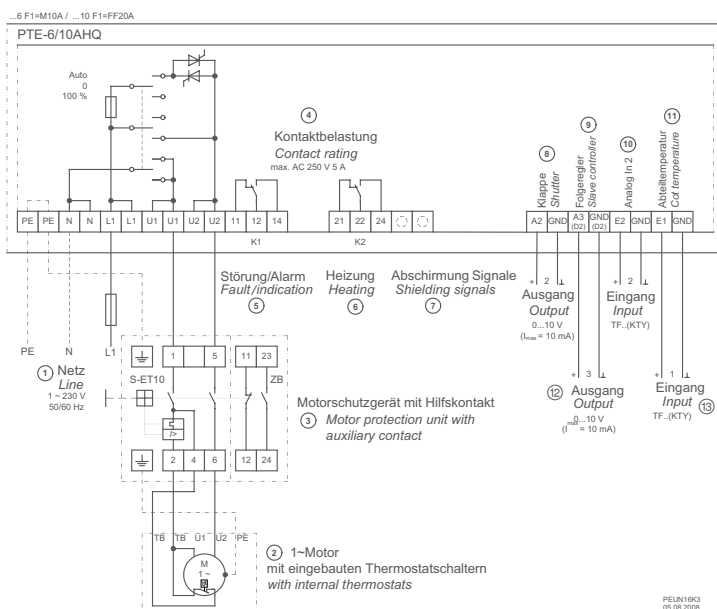 ...6 F1=M10A / ...10 F1=FF20A
PTE-6/10AHQ
Auto
0
100 %
4
Kontaktbelastung
Contact rating
max. AC 250 V 5 A
8
Klappe
Shutter
9
Folgeregler
Slave controller
10
Analog In 2
11
Abteiltemperatur
Cot temperature
PE PE N N L1 L1 U1 U1 U2 U2 11 12 14
21 22 24
A2 GND A3 (D2) GND (D2) E2 GND E1 GND
K1
K2
Störung/Alarm
Fault/indication
5
Heizung
Heating
6
Abschirmung Signale
Shielding signals
7
+ 2 ⊥
Ausgang
Output
0...10 V
(Imax = 10 mA)
+ 2 ⊥
Eingang
Input
TF..(KTY)
PE N L1
1 Netz
Line
1 ~ 230 V
50/60 Hz
1 5 11 23
S-ET10
ZB
I>
2 4 6 12 24
Motorschutzgerät mit Hilfskontakt
3 Motor protection unit with
auxiliary contact
+ 3 ⊥
12 Ausgang
Output
0...10 V
(Imax = 10 mA)
+ 1 ⊥
Eingang
Input 13
TF..(KTY)
TB TB U1 U2 PE
M
1 ~
2 1~Motor
mit eingebauten Thermostatschaltern
with internal thermostats
PEUN16K3
05.08.2008